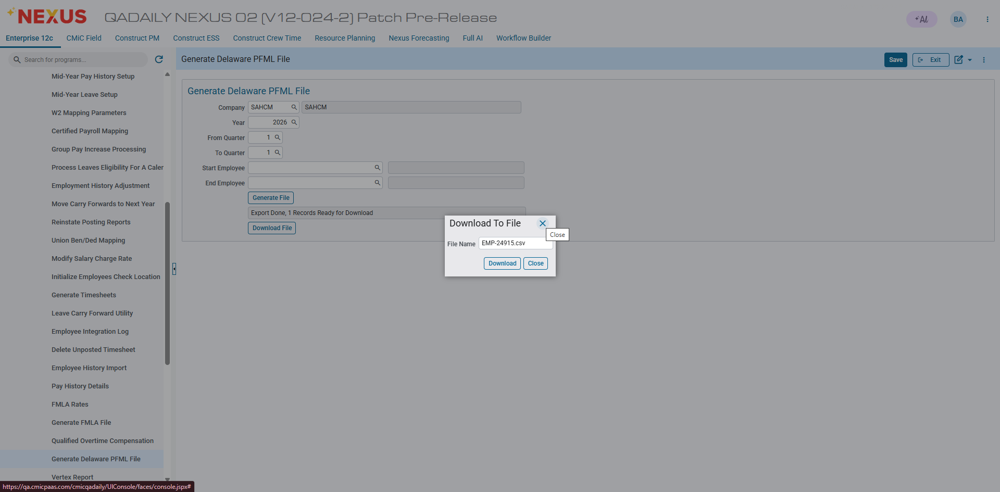 NEXUS
QADAILY NEXUS 02 (V12-024-2) Patch Pre-Release
AI
BA
Enterprise 12c
CMiC Field
Construct PM
Construct ESS
Construct Crew Time
Resource Planning
Nexus Forecasting
Full AI
Workflow Builder
Search for programs...
Generate Delaware PFML File
Save
Exit
Mid-Year Pay History Setup
Mid-Year Leave Setup
W2 Mapping Parameters
Certified Payroll Mapping
Group Pay Increase Processing
Process Leaves Eligibility For A Caler
Employment History Adjustment
Move Carry Forwards to Next Year
Reinstate Posting Reports
Union Ben/Ded Mapping
Modify Salary Charge Rate
Initialize Employees Check Location
Generate Timesheets
Leave Carry Forward Utility
Employee Integration Log
Delete Unposted Timesheet
Employee History Import
Pay History Details
FMLA Rates
Generate FMLA File
Qualified Overtime Compensation
Generate Delaware PFML File
Vertex Report
Generate Delaware PFML File
Company SAHCM SAHCM
Year 2026
From Quarter 1
To Quarter 1
Start Employee
End Employee
Generate File
Export Done, 1 Records Ready for Download
Download File
Download To File
Close
File Name EMP-24915.csv
Download Close
https://qa.cmicpaas.com/cmicqadaily/UIConsole/faces/console.jspx#